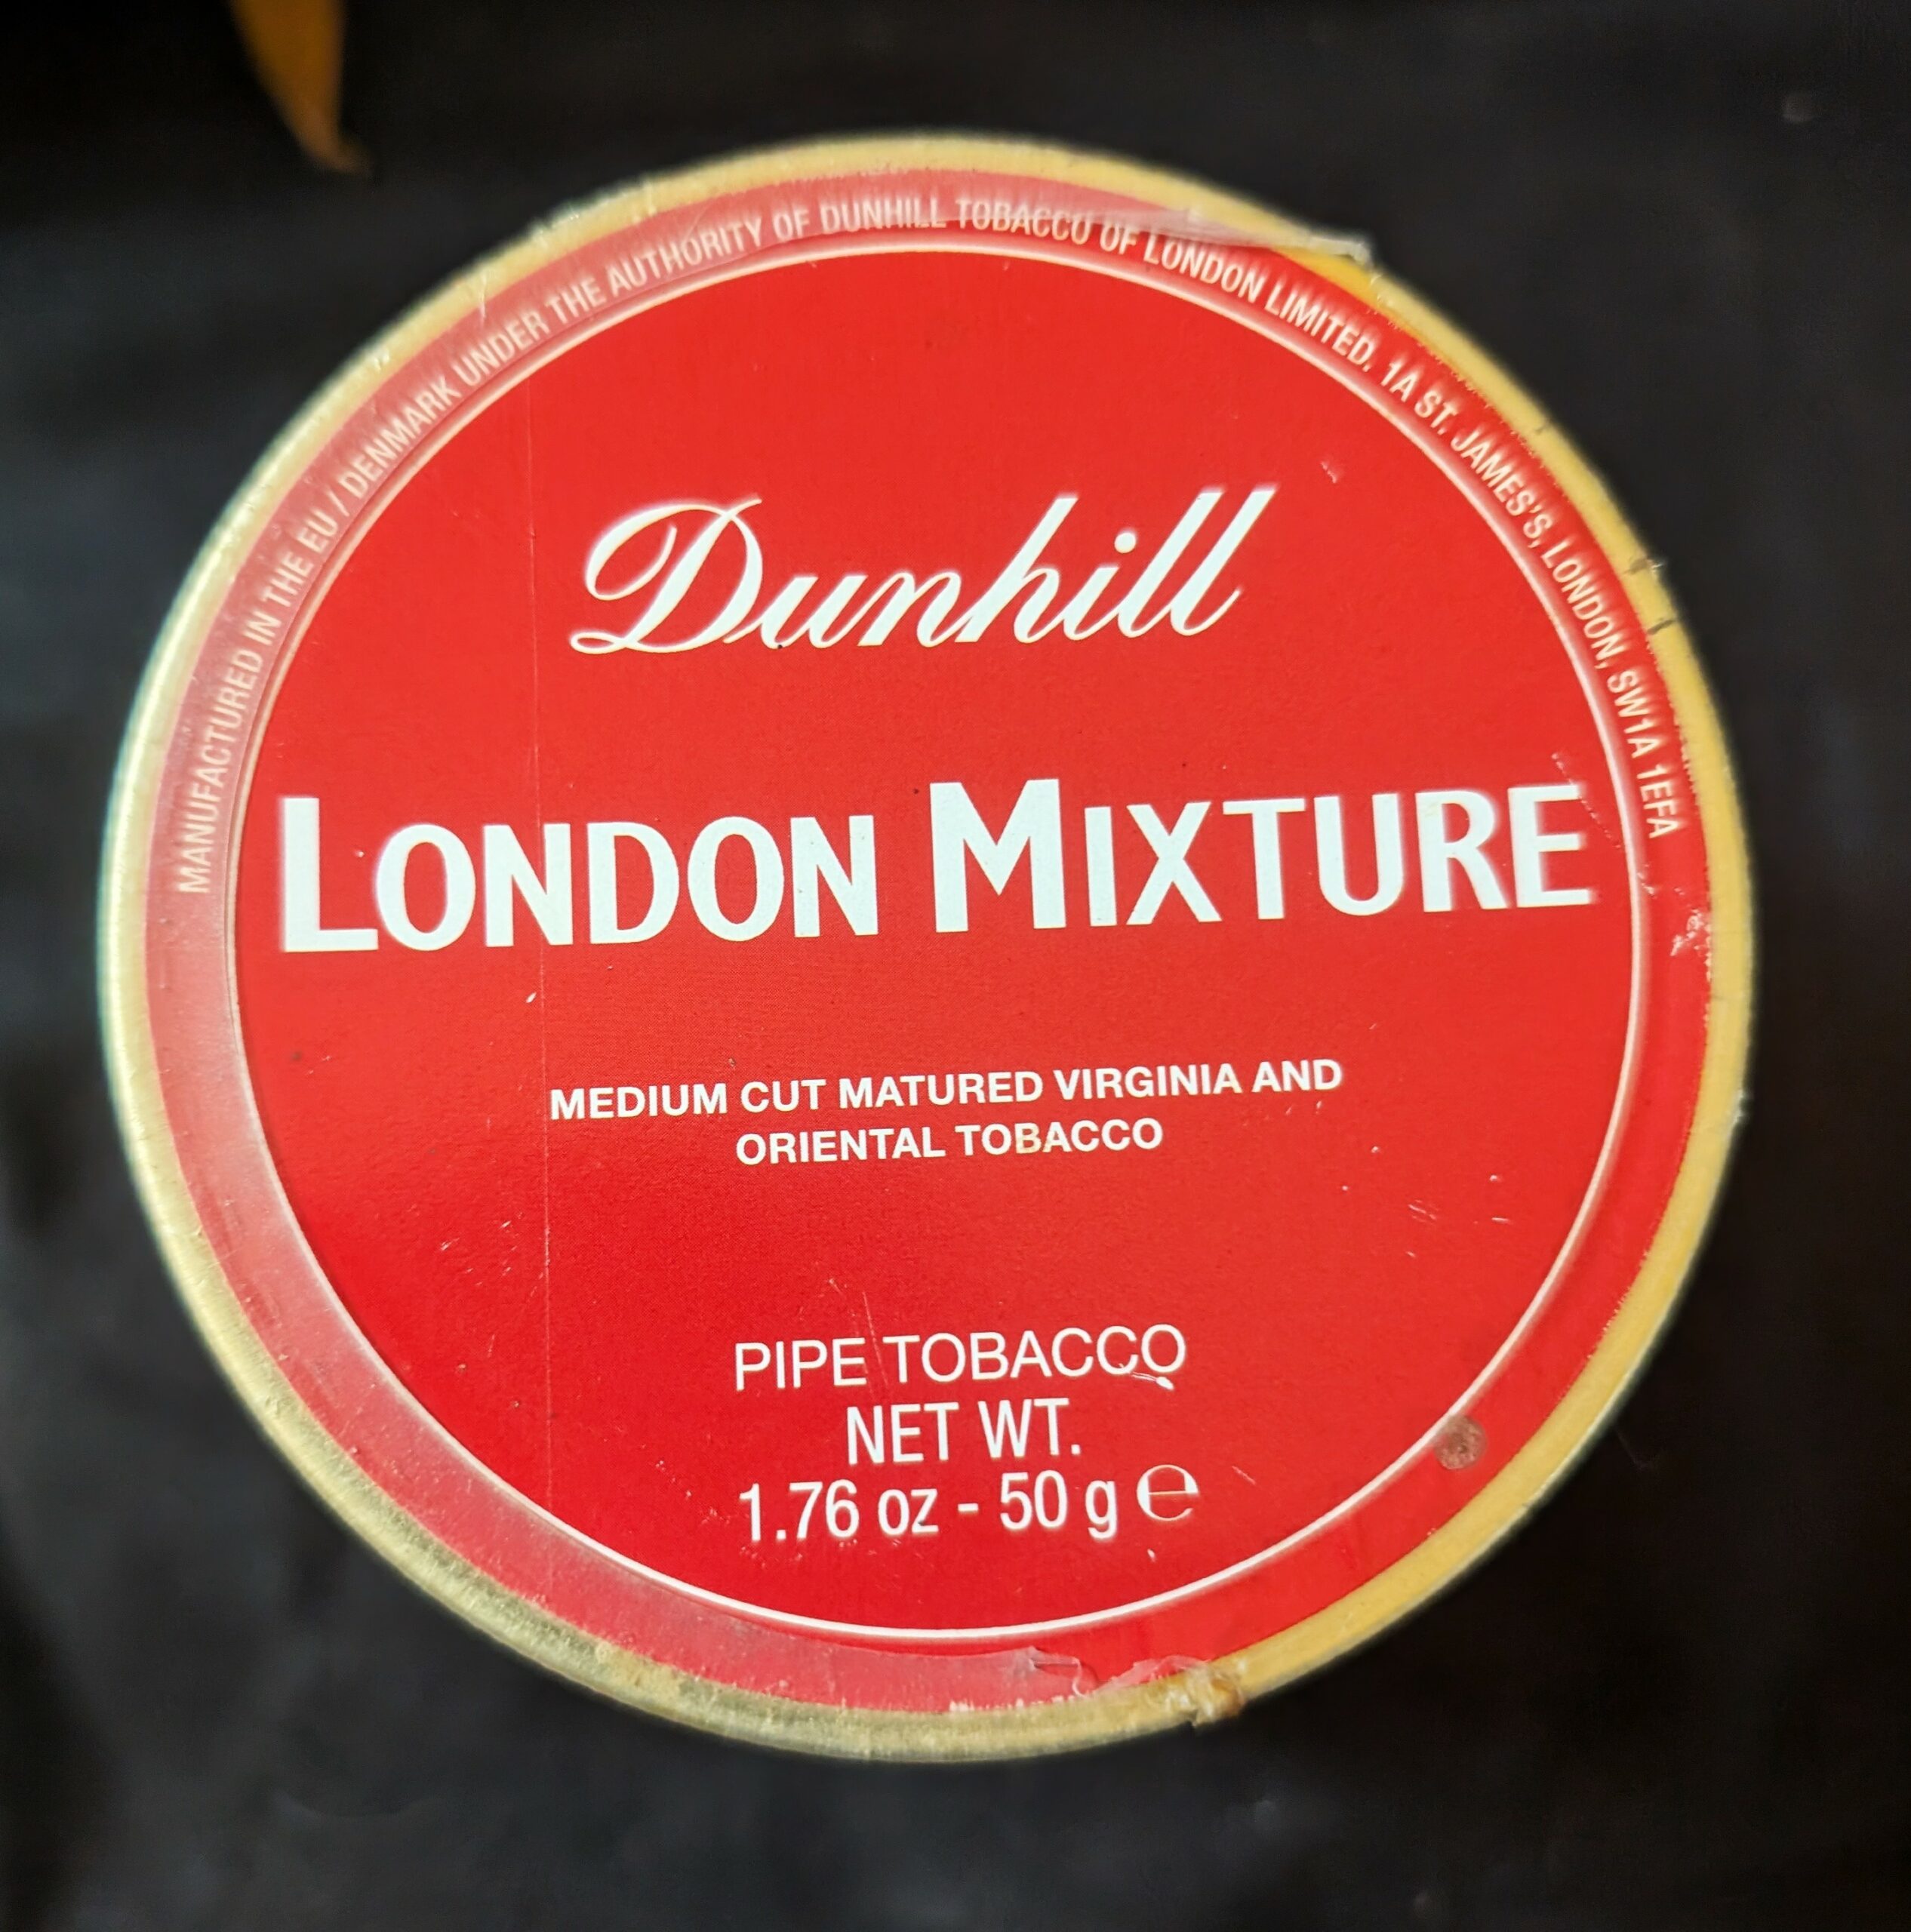 MANUFACTURED IN THE EU / DENMARK UNDER THE AUTHORITY OF DUNHILL TOBACCO OF LONDON LIMITED. 1A ST. JAMES'S, LONDON, SW1A 1EFA
Dunhill
LONDON MIXTURE
MEDIUM CUT MATURED VIRGINIA AND
ORIENTAL TOBACCO
PIPE TOBACCO
NET WT.
1.76 oz - 50 g ℮